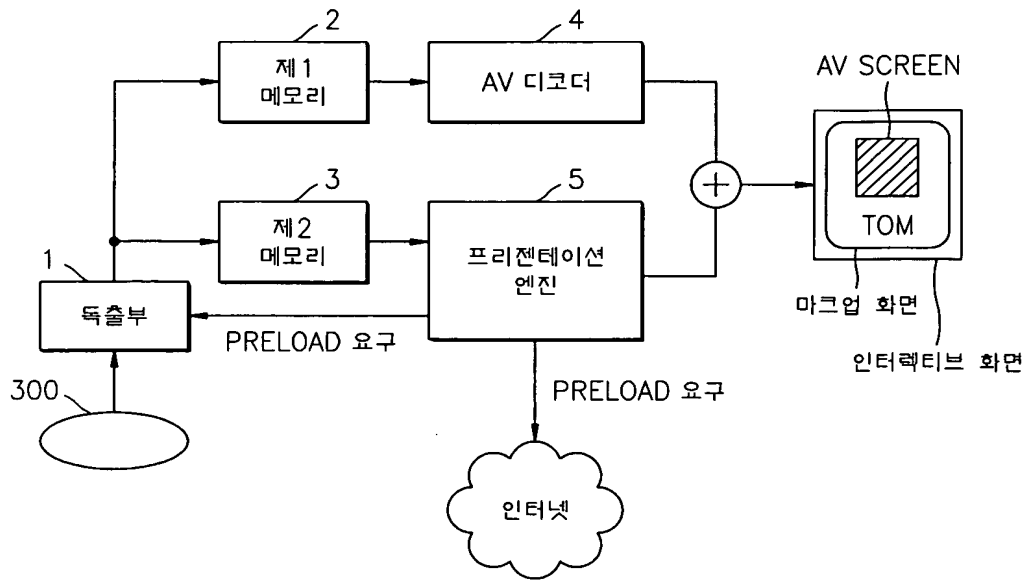 2
제1
메모리
4
AV 디코더
AV SCREEN
TOM
마크업 화면
인터렉티브 화면
3
제2
메모리
5
프리젠테이션
엔진
1
독출부
PRELOAD 요구
300
PRELOAD 요구
인터넷